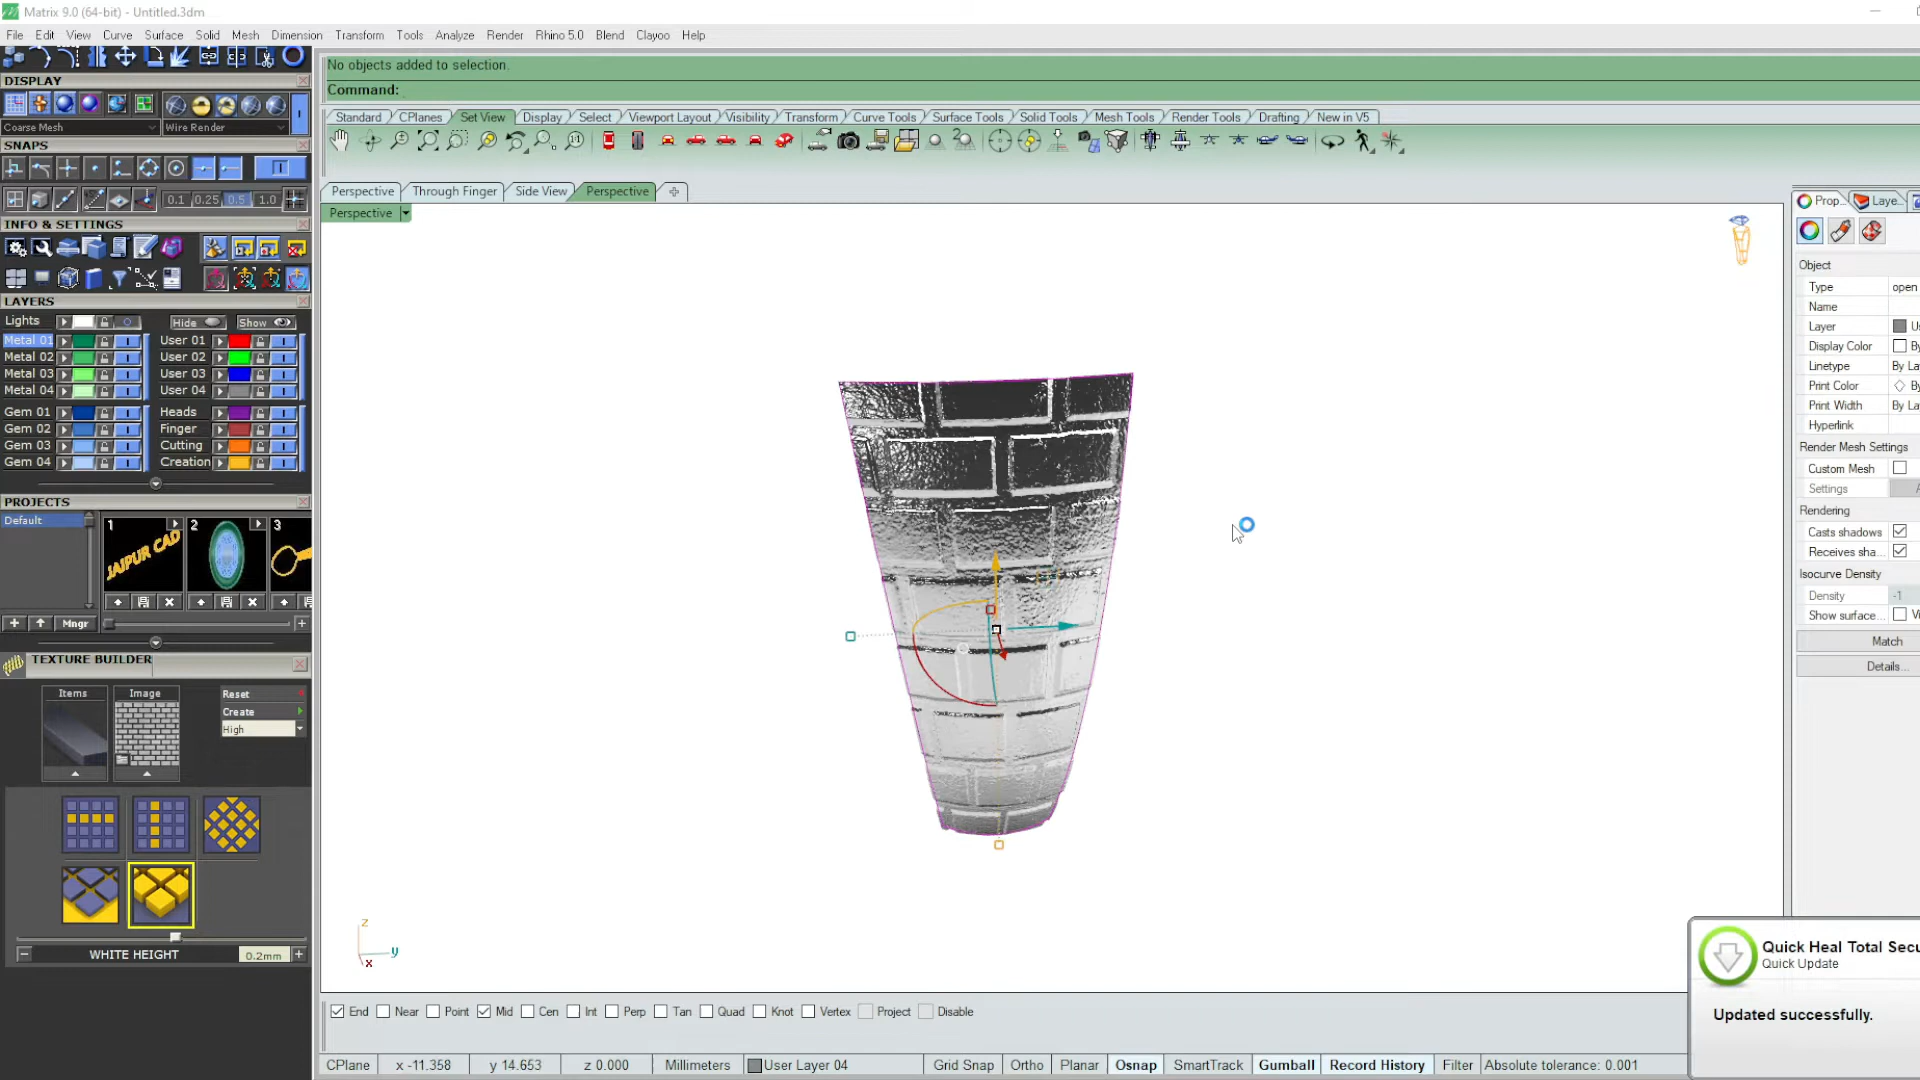 Matrix 9.0 (64-bit) - Untitled.3dm
File Edit View Curve Surface Solid Mesh Dimension Transform Tools Analyze Render Rhino 5.0 Blend Clayoo Help
No objects added to selection.
Command:
DISPLAY
Coarse Mesh Wire Render
SNAPS
0.1 0.25 0.5 1.0
INFO & SETTINGS
LAYERS
Lights Hide Show
Metal 01 User 01
Metal 02 User 02
Metal 03 User 03
Metal 04 User 04
Gem 01 Heads
Gem 02 Finger
Gem 03 Cutting
Gem 04 Creation
PROJECTS
Default 1 2 3
JAIPUR CAD
Mngr
TEXTURE BUILDER
Items Image Reset
Create
High
WHITE HEIGHT 0.2mm
Standard CPlanes Set View Display Select Viewport Layout Visibility Transform Curve Tools Surface Tools Solid Tools Mesh Tools Render Tools Drafting New in V5
Perspective Through Finger Side View Perspective
Perspective
z
y
x
Prop... Laye...
Object
Type open
Name
Layer Us
Display Color By
Linetype By La
Print Color By
Print Width By La
Hyperlink
Render Mesh Settings
Custom Mesh
Settings
Rendering
Casts shadows
Receives sha...
Isocurve Density
Density -1
Show surface...
Match
Details...
Quick Heal Total Secu
Quick Update
Updated successfully.
End Near Point Mid Cen Int Perp Tan Quad Knot Vertex Project Disable
CPlane x -11.358 y 14.653 z 0.000 Millimeters User Layer 04 Grid Snap Ortho Planar Osnap SmartTrack Gumball Record History Filter Absolute tolerance: 0.001